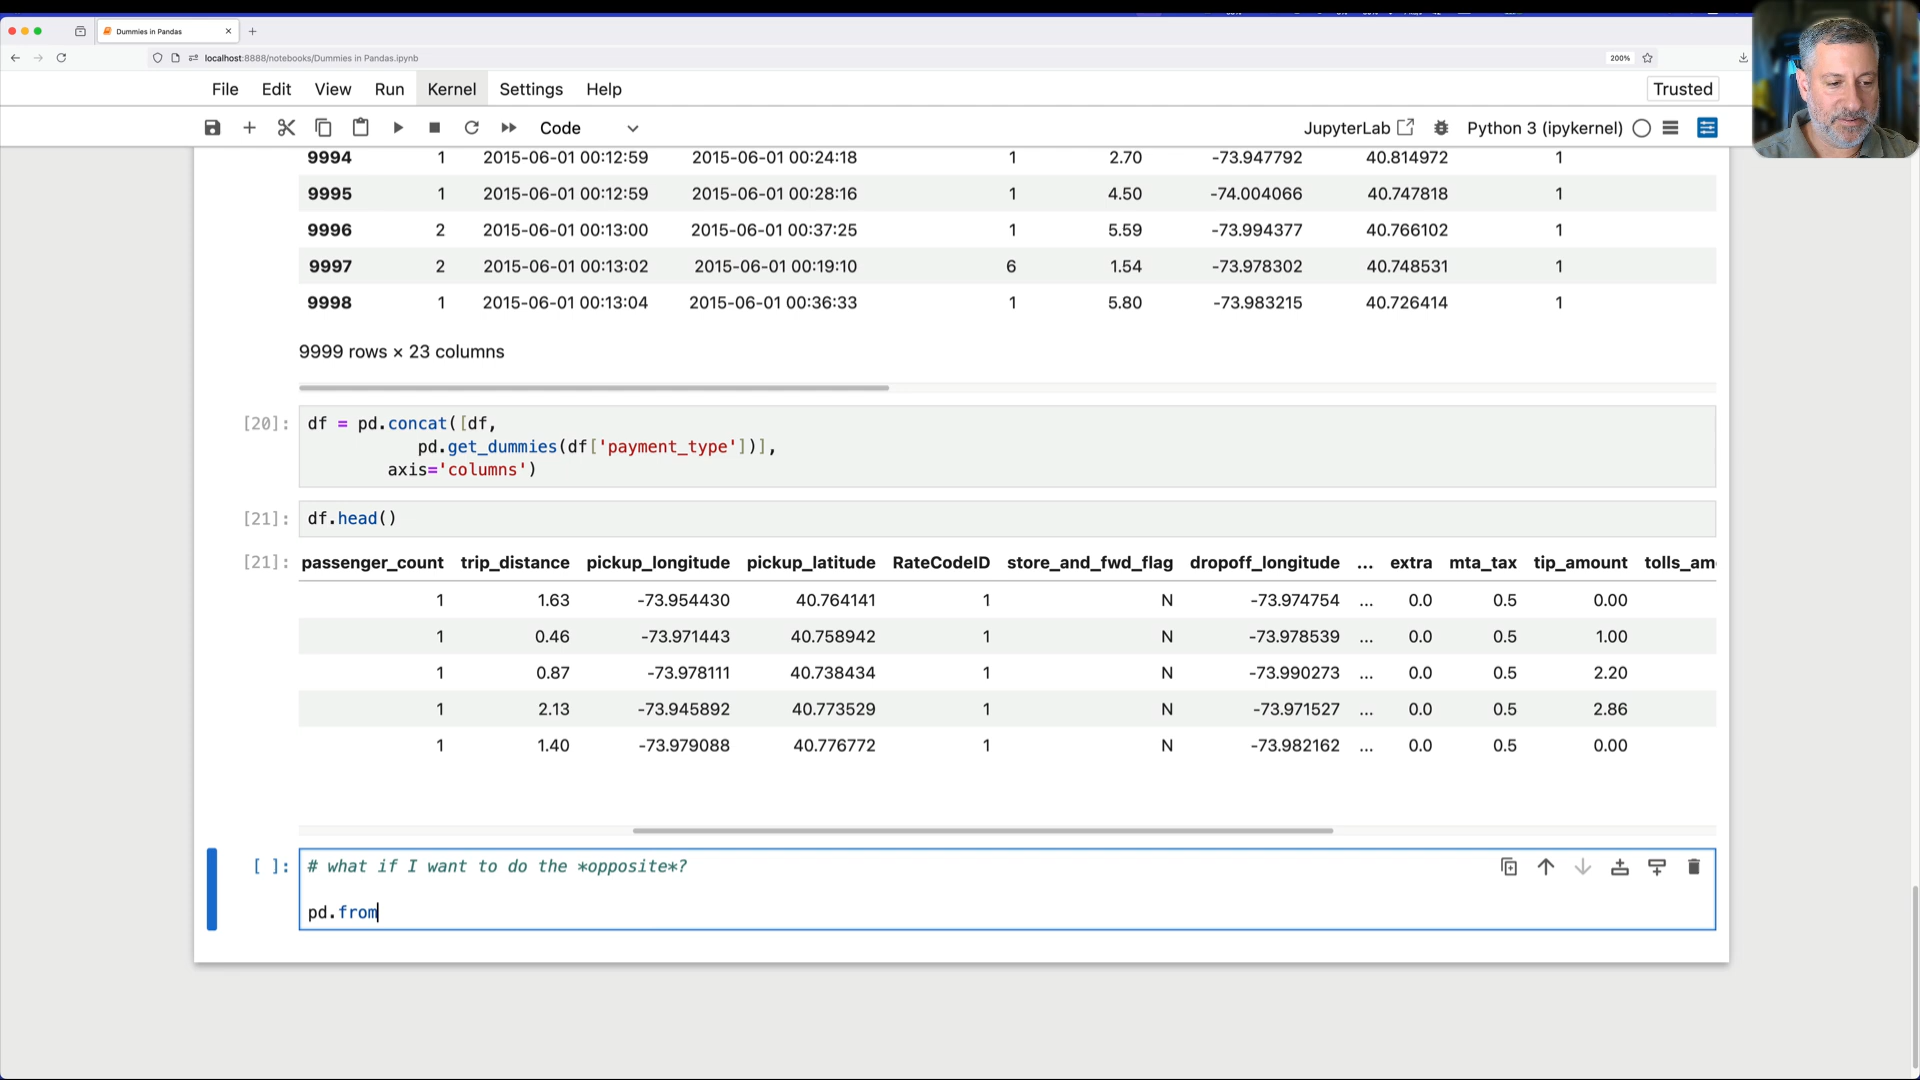 Dummies in Pandas
localhost:8888/notebooks/Dummies in Pandas.ipynb
200%
File Edit View Run Kernel Settings Help
Trusted
Code
JupyterLab
Python 3 (ipykernel)
9994 1 2015-06-01 00:12:59 2015-06-01 00:24:18 1 2.70 -73.947792 40.814972 1
9995 1 2015-06-01 00:12:59 2015-06-01 00:28:16 1 4.50 -74.004066 40.747818 1
9996 2 2015-06-01 00:13:00 2015-06-01 00:37:25 1 5.59 -73.994377 40.766102 1
9997 2 2015-06-01 00:13:02 2015-06-01 00:19:10 6 1.54 -73.978302 40.748531 1
9998 1 2015-06-01 00:13:04 2015-06-01 00:36:33 1 5.80 -73.983215 40.726414 1
9999 rows × 23 columns
[20]: df = pd.concat([df,
pd.get_dummies(df['payment_type'])],
axis='columns')
[21]: df.head()
[21]: passenger_count trip_distance pickup_longitude pickup_latitude RateCodeID store_and_fwd_flag dropoff_longitude ... extra mta_tax tip_amount tolls_am
1 1.63 -73.954430 40.764141 1 N -73.974754 ... 0.0 0.5 0.00
1 0.46 -73.971443 40.758942 1 N -73.978539 ... 0.0 0.5 1.00
1 0.87 -73.978111 40.738434 1 N -73.990273 ... 0.0 0.5 2.20
1 2.13 -73.945892 40.773529 1 N -73.971527 ... 0.0 0.5 2.86
1 1.40 -73.979088 40.776772 1 N -73.982162 ... 0.0 0.5 0.00
[ ]: # what if I want to do the *opposite*?
pd.from